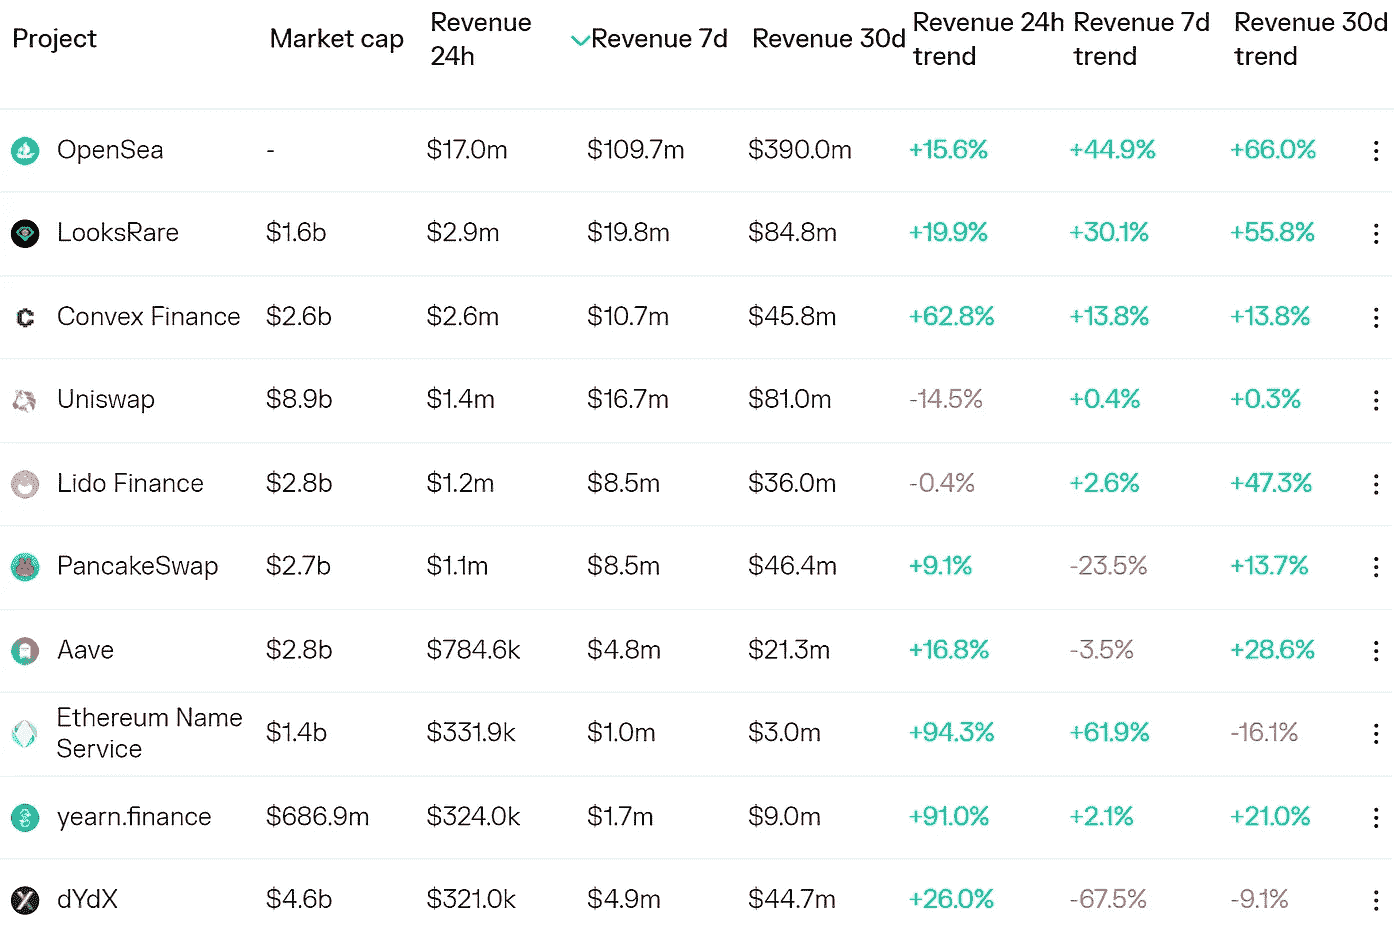 Project Market cap Revenue 24h Revenue 7d Revenue 30d Revenue 24h trend Revenue 7d trend Revenue 30d trend
OpenSea - $17.0m $109.7m $390.0m +15.6% +44.9% +66.0%
LooksRare $1.6b $2.9m $19.8m $84.8m +19.9% +30.1% +55.8%
Convex Finance $2.6b $2.6m $10.7m $45.8m +62.8% +13.8% +13.8%
Uniswap $8.9b $1.4m $16.7m $81.0m -14.5% +0.4% +0.3%
Lido Finance $2.8b $1.2m $8.5m $36.0m -0.4% +2.6% +47.3%
PancakeSwap $2.7b $1.1m $8.5m $46.4m +9.1% -23.5% +13.7%
Aave $2.8b $784.6k $4.8m $21.3m +16.8% -3.5% +28.6%
Ethereum Name Service $1.4b $331.9k $1.0m $3.0m +94.3% +61.9% -16.1%
yearn.finance $686.9m $324.0k $1.7m $9.0m +91.0% +2.1% +21.0%
dYdX $4.6b $321.0k $4.9m $44.7m +26.0% -67.5% -9.1%